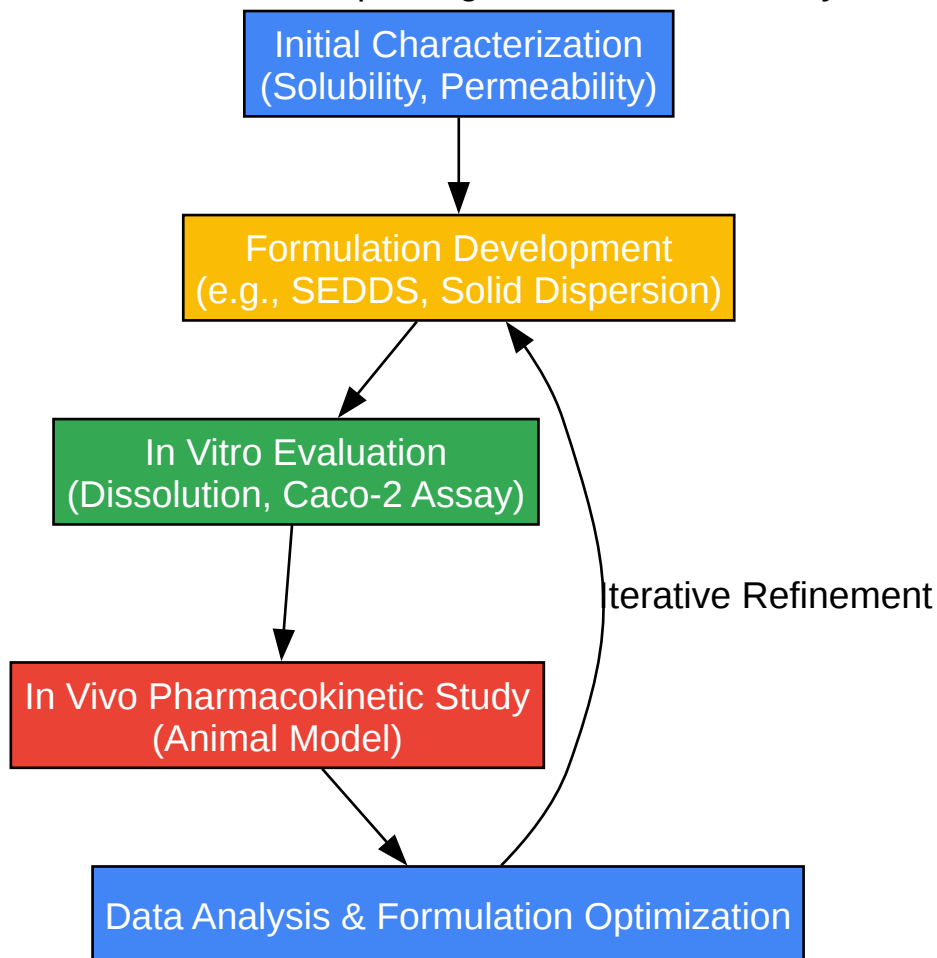 Initial Characterization
(Solubility, Permeability)
Formulation Development
(e.g., SEDDS, Solid Dispersion)
In Vitro Evaluation
(Dissolution, Caco-2 Assay)
Iterative Refinement
In Vivo Pharmacokinetic Study
(Animal Model)
Data Analysis & Formulation Optimization